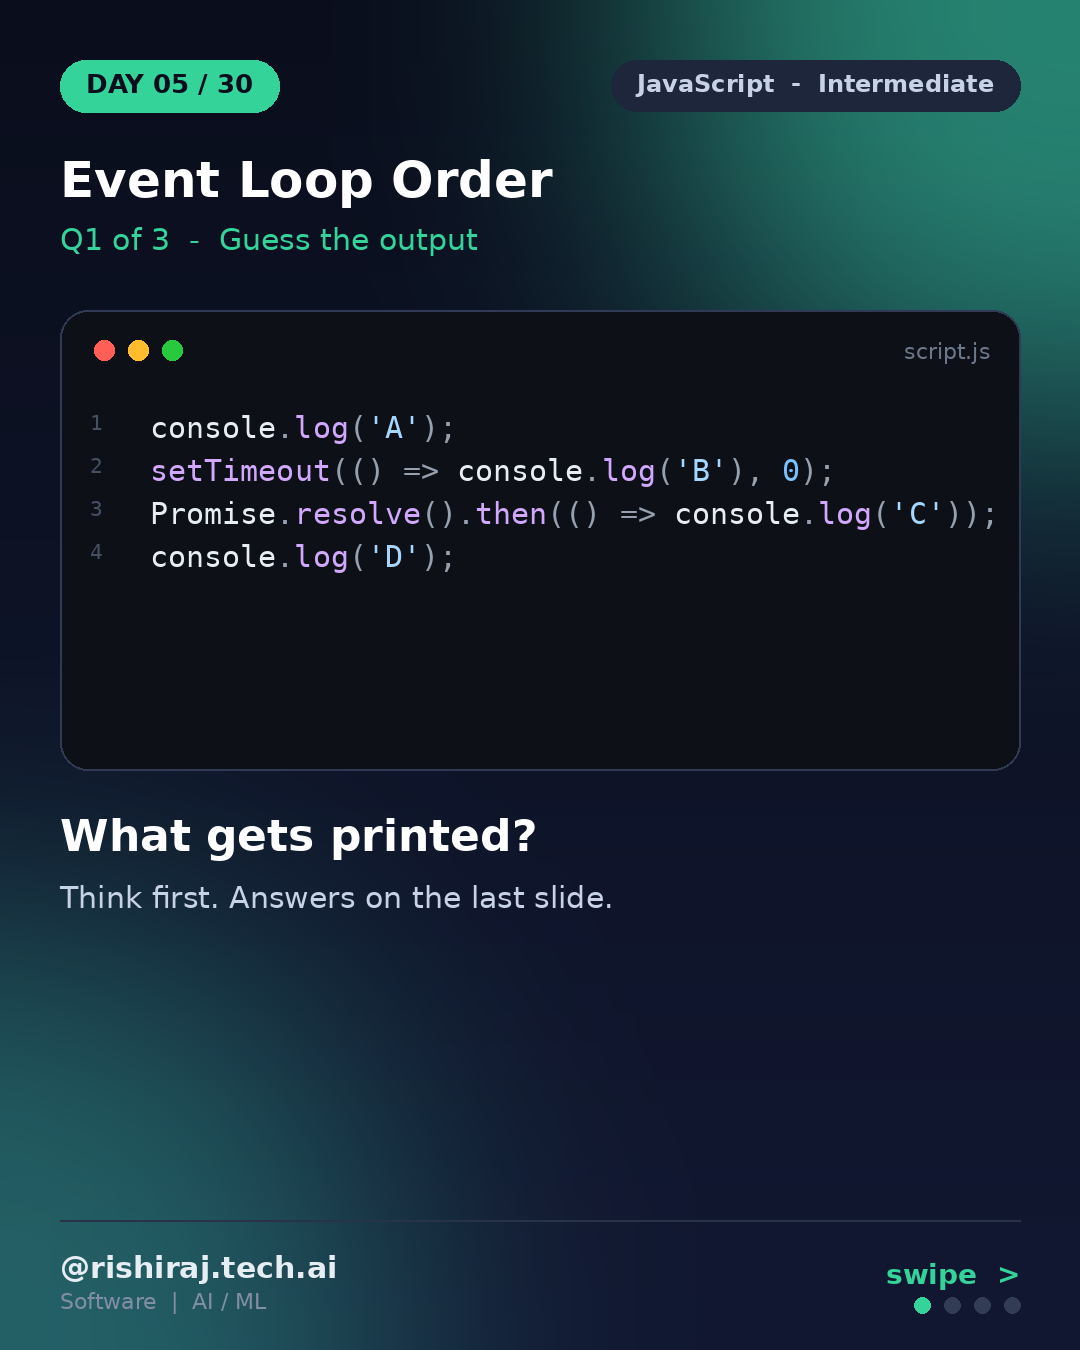 DAY 05 / 30
JavaScript - Intermediate
Event Loop Order
Q1 of 3 - Guess the output
script.js
1 console.log('A');
2 setTimeout(() => console.log('B'), 0);
3 Promise.resolve().then(() => console.log('C'));
4 console.log('D');
What gets printed?
Think first. Answers on the last slide.
@rishiraj.tech.ai
Software | AI / ML
swipe >